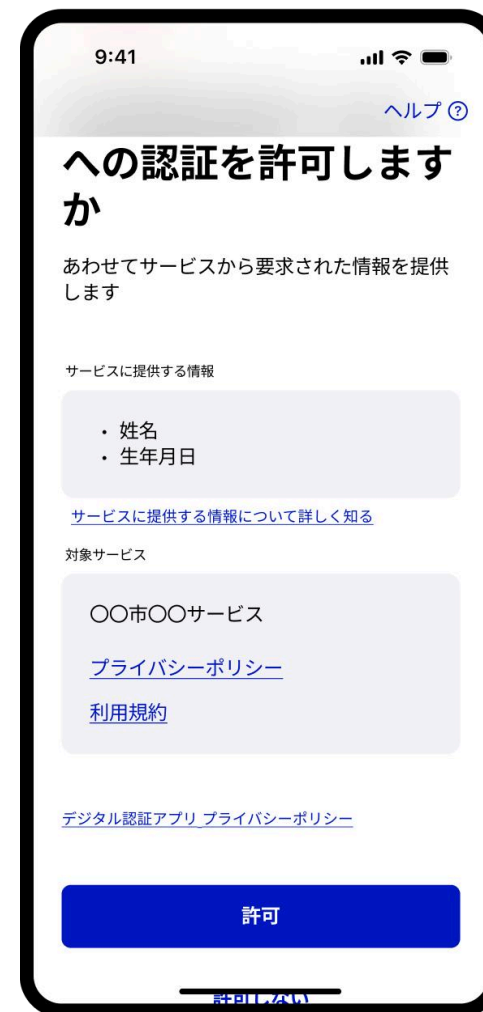 9:41
ヘルプ ?
への認証を許可します
か
あわせてサービスから要求された情報を提供
します
サービスに提供する情報
・ 姓名
・ 生年月日
サービスに提供する情報について詳しく知る
対象サービス
〇〇市〇〇サービス
プライバシーポリシー
利用規約
デジタル認証アプリ プライバシーポリシー
許可
許可しない